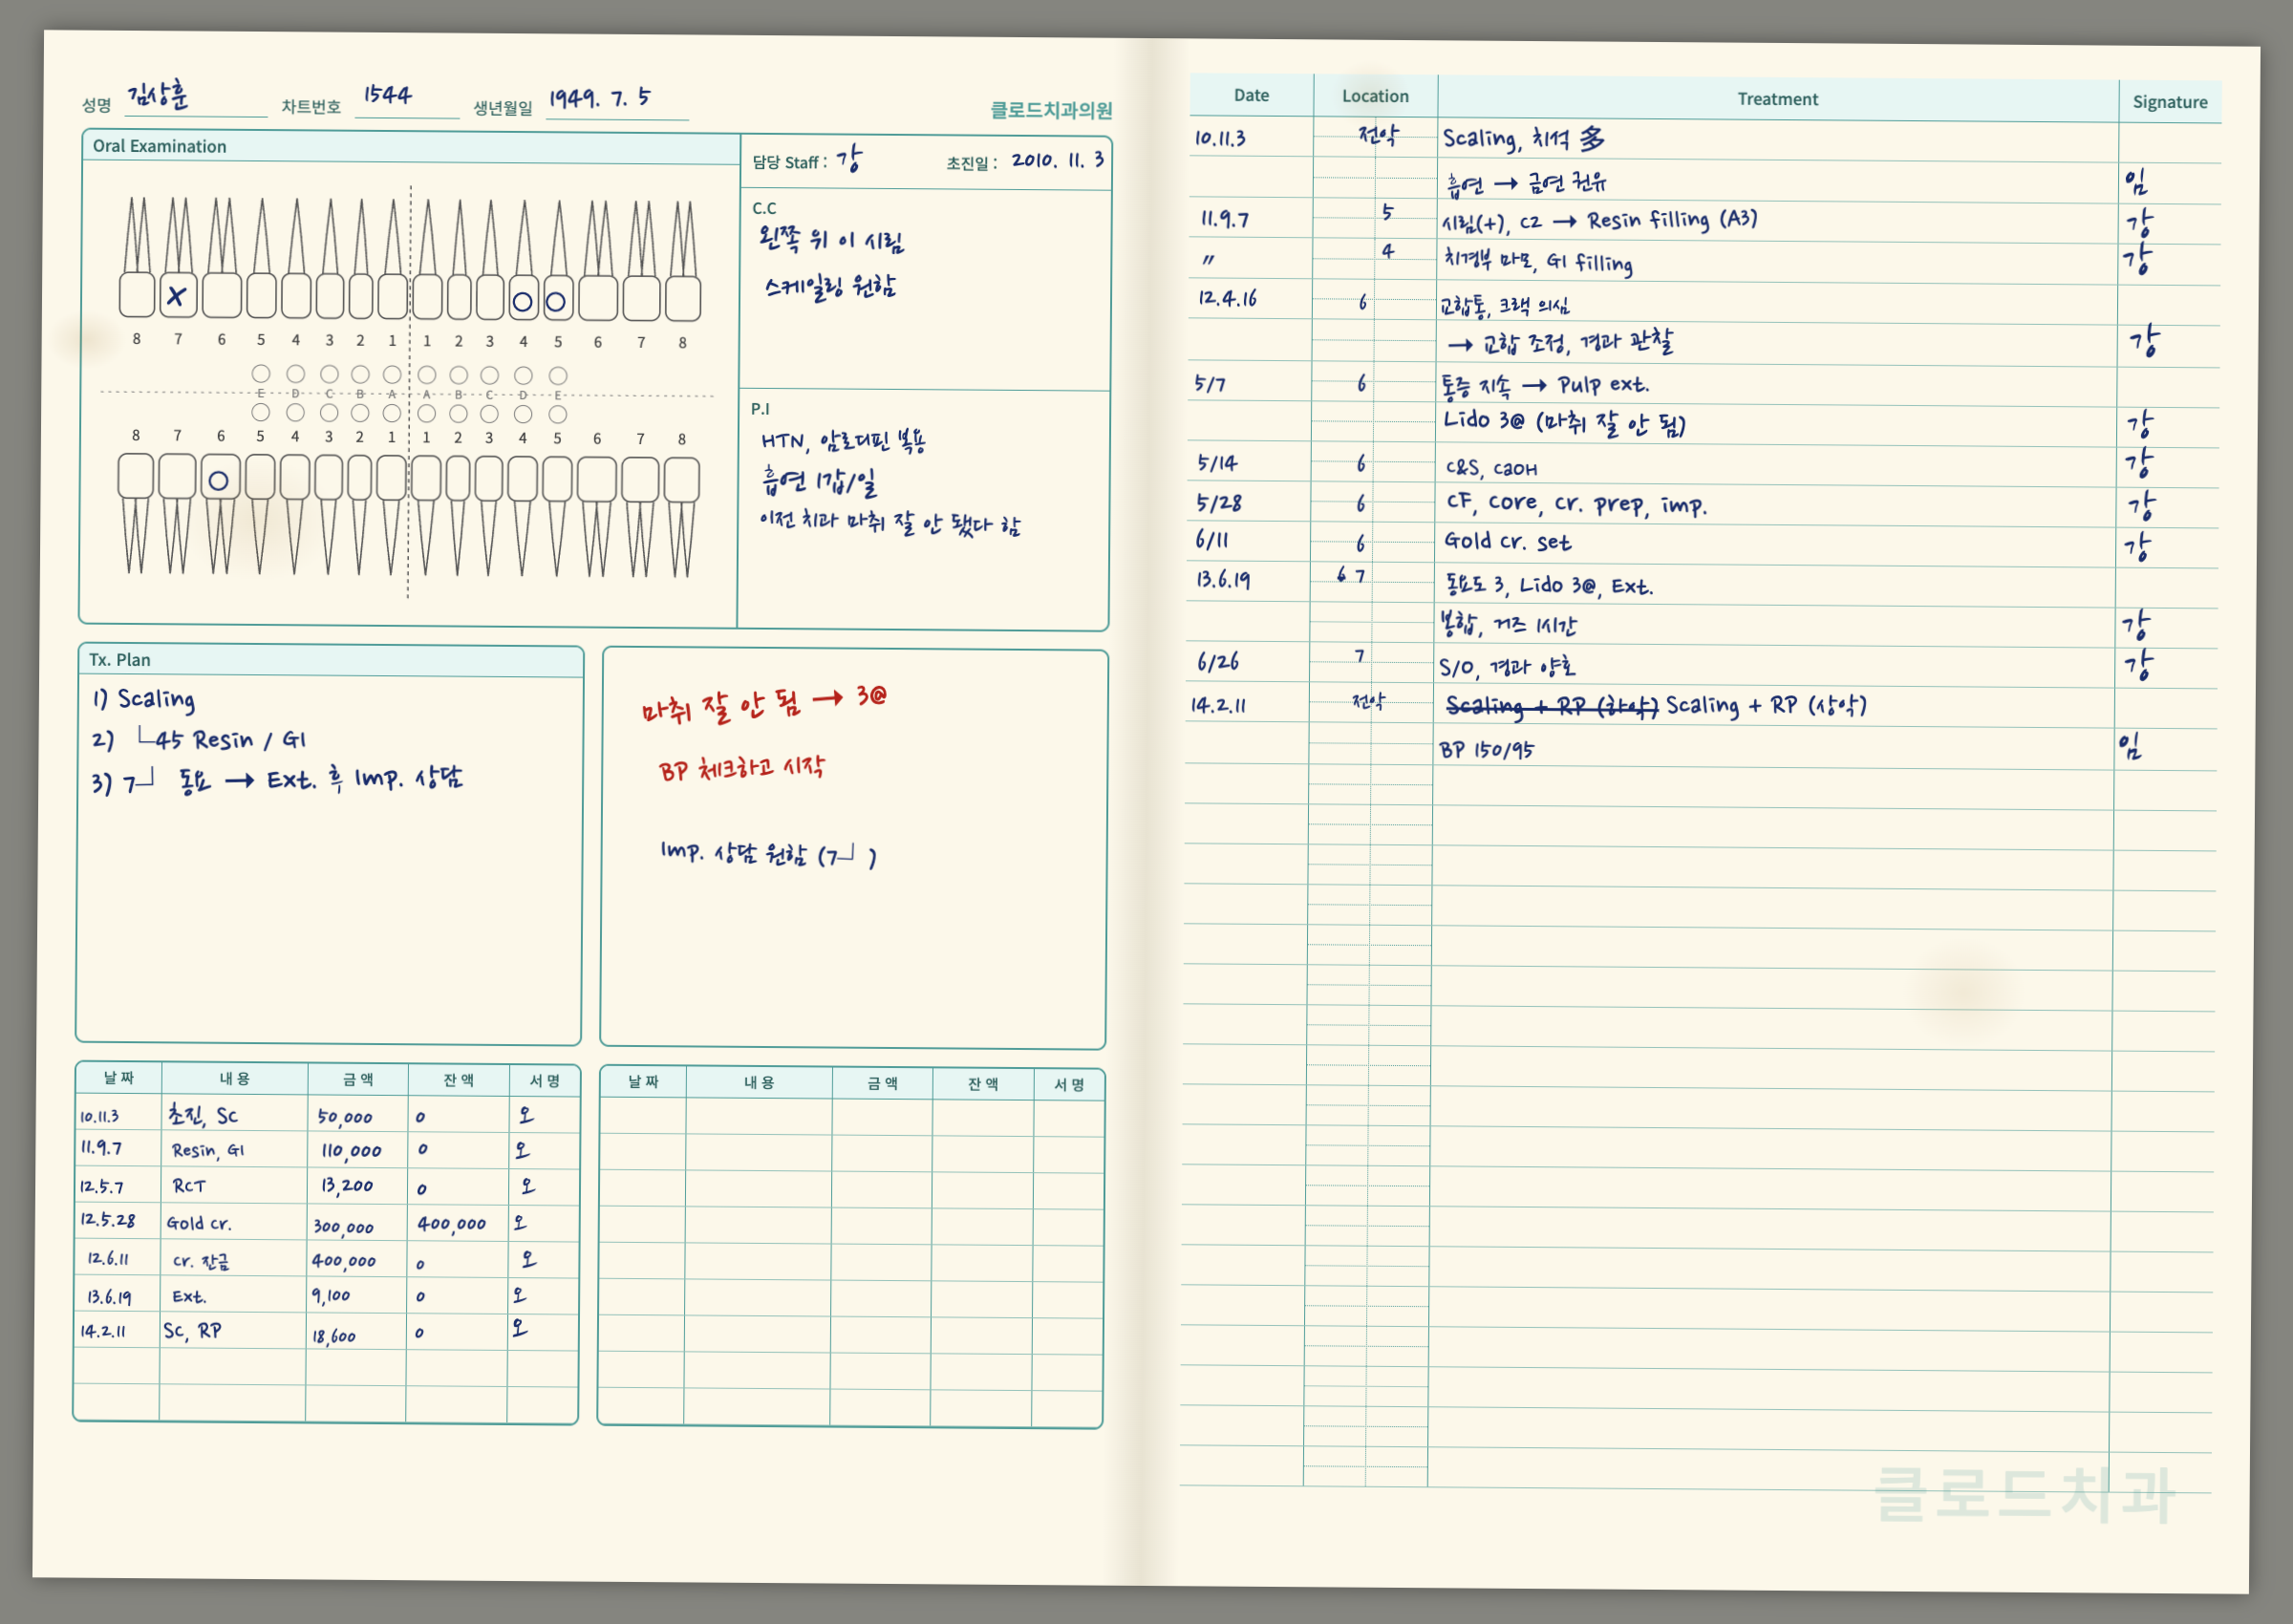 성명 김상훈 차트번호 1544 생년월일 1949. 7. 5 클로드치과의원
Oral Examination
담당 Staff : 강 초진일 : 2010. 11. 3
C.C
왼쪽 위 이 시림
스케일링 원함
X
8 7 6 5 4 3 2 1 1 2 3 4 5 6 7 8
E D C B A A B C D E
8 7 6 5 4 3 2 1 1 2 3 4 5 6 7 8
P.I
HTN, 암로디핀 복용
흡연 1갑/일
이전 치과 마취 잘 안 됐다 함
Tx. Plan
1) Scaling
2) └45 Resin / GI
3) 7┘ 동요 → Ext. 후 Imp. 상담
마취 잘 안 됨 → 3@
BP 체크하고 시작
Imp. 상담 원함 (7┘ )
날 짜 내 용 금 액 잔 액 서 명
10.11.3 초진, SC 50,000 0 오
11.9.7 Resin, GI 110,000 0 오
12.5.7 RCT 13,200 0 오
12.5.28 Gold cr. 300,000 400,000 오
12.6.11 cr. 잔금 400,000 0 오
13.6.19 Ext. 9,100 0 오
14.2.11 SC, RP 18,600 0 오
날 짜 내 용 금 액 잔 액 서 명
Date Location Treatment Signature
10.11.3 전악 Scaling, 치석 多
흡연 → 금연 권유 임
11.9.7 5 시림(+), C2 → Resin filling (A3) 강
〃 4 치경부 마모, GI filling 강
12.4.16 6 교합통, 크랙 의심
→ 교합 조정, 경과 관찰 강
5/7 6 통증 지속 → Pulp ext.
Lido 3@ (마취 잘 안 됨) 강
5/14 6 C&S, CaOH 강
5/28 6 CF, core, cr. prep, imp. 강
6/11 6 Gold cr. set 강
13.6.19 6 7 동요도 3, Lido 3@, Ext.
봉합, 거즈 1시간 강
6/26 7 S/O, 경과 양호 강
14.2.11 전악 Scaling + RP (하악) Scaling + RP (상악)
BP 150/95 임
클로드치과